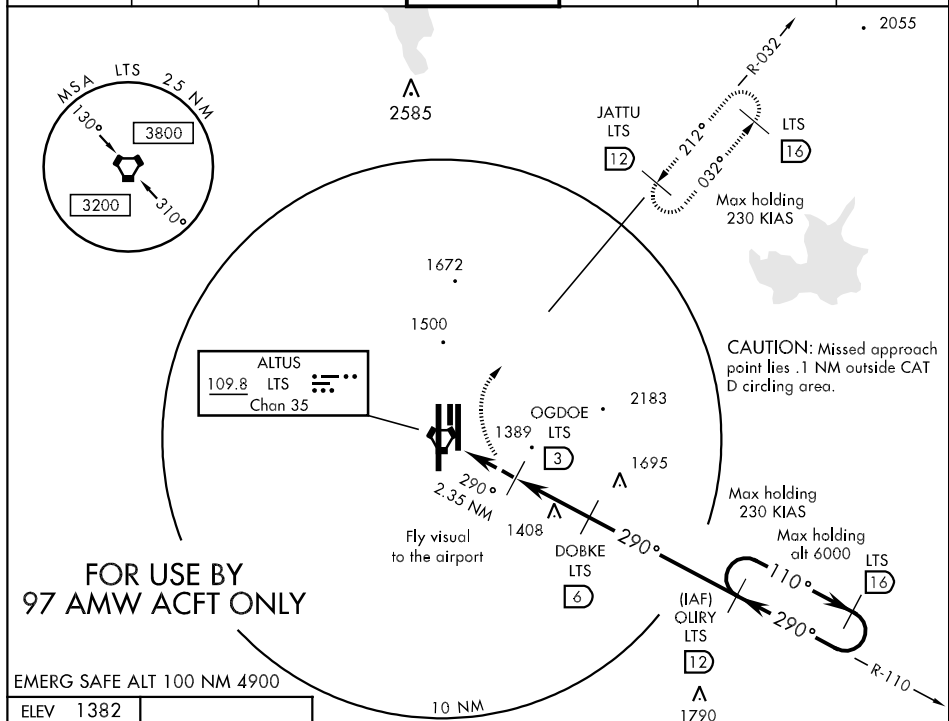 2055
MSA LTS 25 NM
130°
3800
3200
310°
2585
R-032
JATTU
LTS
12
212°
032°
LTS
16
Max holding
230 KIAS
1672
1500
CAUTION: Missed approach
point lies .1 NM outside CAT
D circling area.
ALTUS
109.8 LTS
Chan 35
OGDOE
LTS
3
2183
1389
1695
290°
2.35 NM
1408
Fly visual
to the airport
DOBKE
LTS
6
290°
Max holding
230 KIAS
Max holding
alt 6000
LTS
16
110°
290°
(IAF)
OLIRY
LTS
12
R-110
1790
FOR USE BY
97 AMW ACFT ONLY
10 NM
EMERG SAFE ALT 100 NM 4900
ELEV 1382